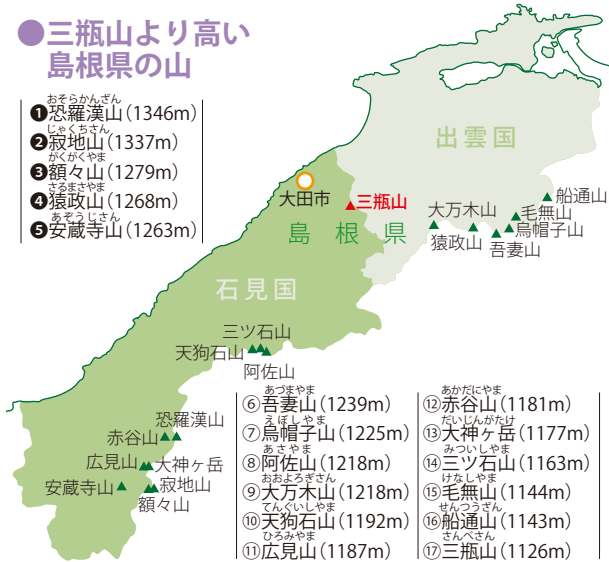 ●三瓶山より高い
島根県の山
おそらかんざん
❶恐羅漢山(1346m)
じゃくちさん
❷寂地山(1337m)
がくがくやま
❸額々山(1279m)
さるまさやま
❹猿政山(1268m)
あぞうじさん
❺安蔵寺山(1263m)
出雲国
大田市
三瓶山
島根県
石見国
船通山
毛無山
烏帽子山
大万木山
猿政山
吾妻山
三ツ石山
天狗石山
阿佐山
恐羅漢山
赤谷山
広見山
大神ヶ岳
安蔵寺山
寂地山
額々山
あづまやま
⑥吾妻山(1239m)
えぼしやま
⑦烏帽子山(1225m)
あさやま
⑧阿佐山(1218m)
おおよろぎさん
⑨大万木山(1218m)
てんぐいしやま
⑩天狗石山(1192m)
ひろみやま
⑪広見山(1187m)
あかだにやま
⑫赤谷山(1181m)
だいじんがたけ
⑬大神ヶ岳(1177m)
みついしやま
⑭三ツ石山(1163m)
けなしやま
⑮毛無山(1144m)
せんつうざん
⑯船通山(1143m)
さんべさん
⑰三瓶山(1126m)